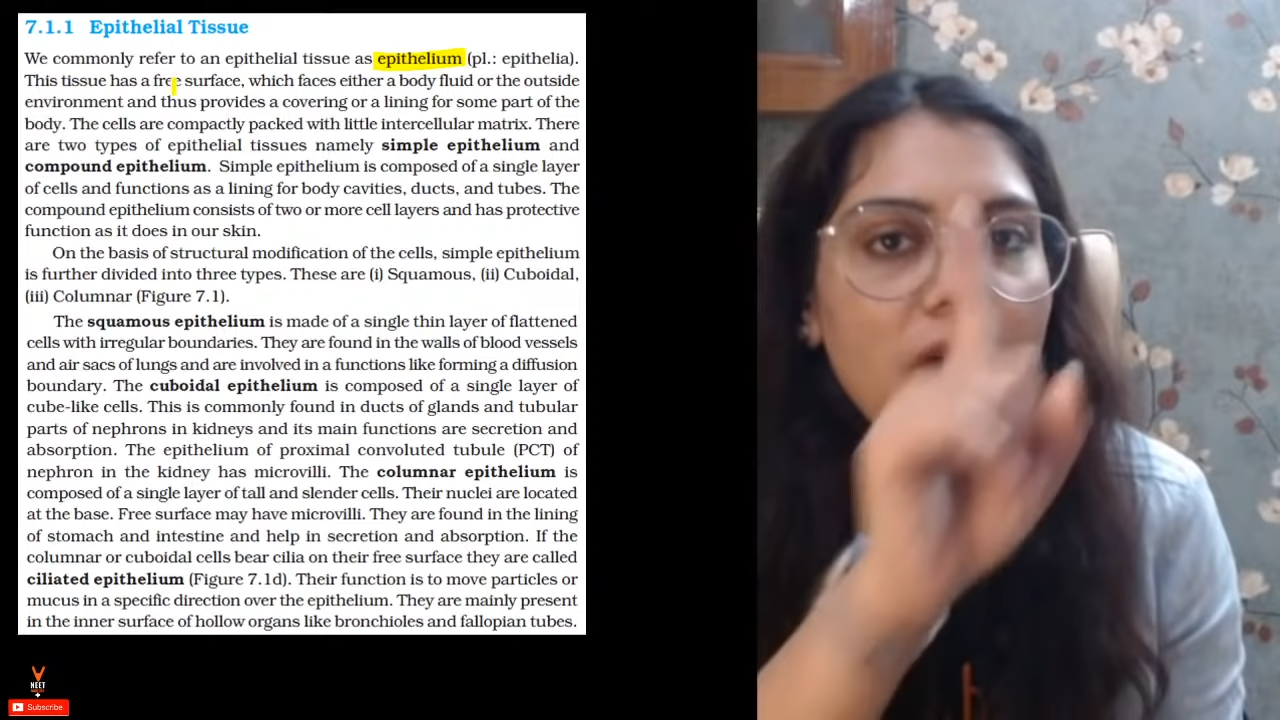 7.1.1 Epithelial Tissue
We commonly refer to an epithelial tissue as epithelium (pl.: epithelia).
This tissue has a free surface, which faces either a body fluid or the outside
environment and thus provides a covering or a lining for some part of the
body. The cells are compactly packed with little intercellular matrix. There
are two types of epithelial tissues namely simple epithelium and
compound epithelium. Simple epithelium is composed of a single layer
of cells and functions as a lining for body cavities, ducts, and tubes. The
compound epithelium consists of two or more cell layers and has protective
function as it does in our skin.
On the basis of structural modification of the cells, simple epithelium
is further divided into three types. These are (i) Squamous, (ii) Cuboidal,
(iii) Columnar (Figure 7.1).
The squamous epithelium is made of a single thin layer of flattened
cells with irregular boundaries. They are found in the walls of blood vessels
and air sacs of lungs and are involved in a functions like forming a diffusion
boundary. The cuboidal epithelium is composed of a single layer of
cube-like cells. This is commonly found in ducts of glands and tubular
parts of nephrons in kidneys and its main functions are secretion and
absorption. The epithelium of proximal convoluted tubule (PCT) of
nephron in the kidney has microvilli. The columnar epithelium is
composed of a single layer of tall and slender cells. Their nuclei are located
at the base. Free surface may have microvilli. They are found in the lining
of stomach and intestine and help in secretion and absorption. If the
columnar or cuboidal cells bear cilia on their free surface they are called
ciliated epithelium (Figure 7.1d). Their function is to move particles or
mucus in a specific direction over the epithelium. They are mainly present
in the inner surface of hollow organs like bronchioles and fallopian tubes.
NEET
Subscribe